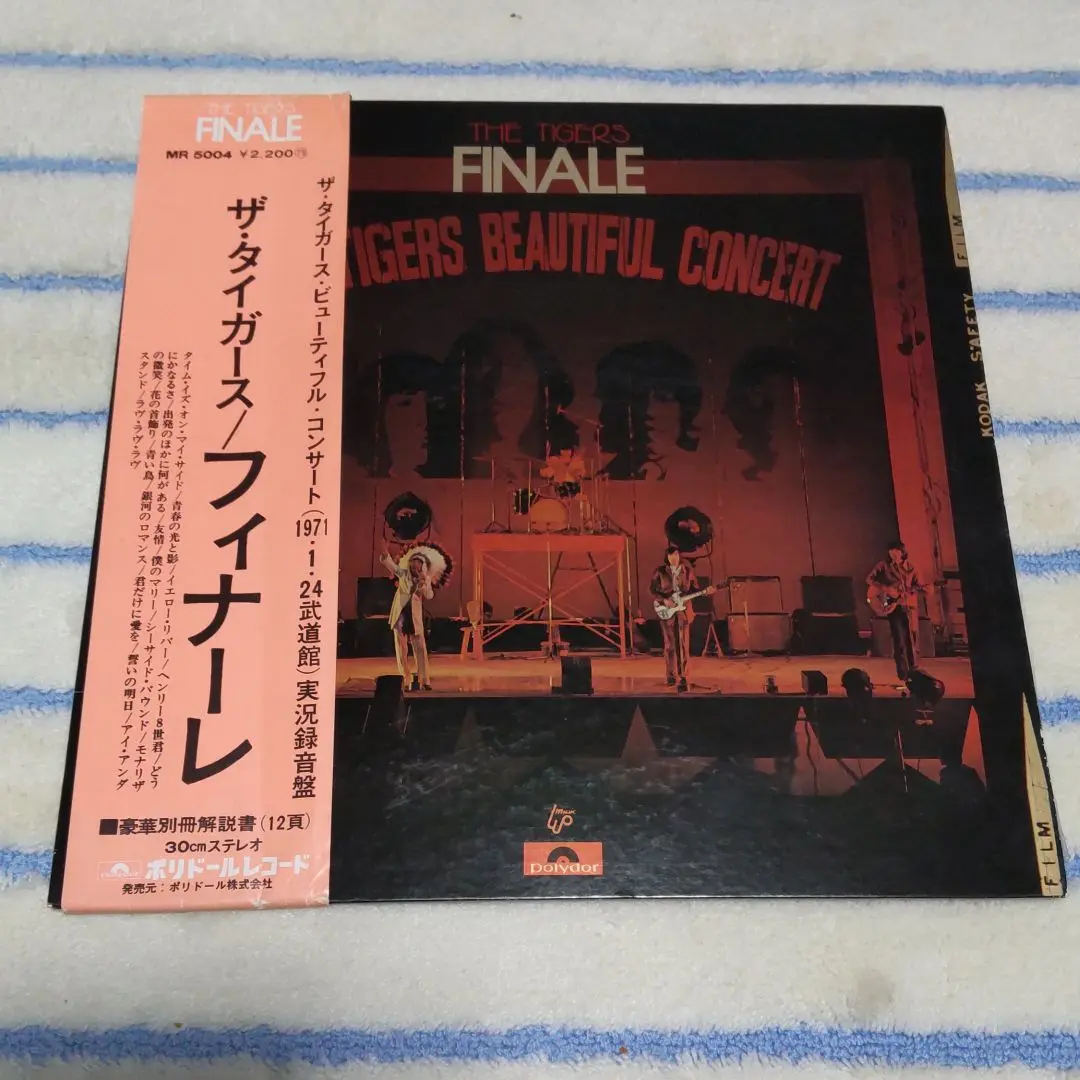 THE TIGERS
FINALE
MR 5004 ¥2,200
ザ・タイガース・ビューティフル・コンサート(1971・1・24武道館)実況録音盤
ザ・タイガース/フィナーレ
タイム・イズ・オン・マイ・サイド/青春の光と影/イエロー・リバー/ヘンリー8世君/どう
にかなるさ/出発のほかに何がある/友情/僕のマリー/シーサイド・バウンド/モナリザ
の微笑/花の首飾り/青い鳥/銀河のロマンス/君だけに愛を/誓いの明日/アイ・アンダ
スタンド/ラヴ・ラヴ・ラヴ
■豪華別冊解説書(12頁)
30cmステレオ
ポリドールレコード
発売元:ポリドール株式会社
THE TIGERS
FINALE
TIGERS BEAUTIFUL CONCERT
Polydor
FILM
KODAK SAFETY
FILM